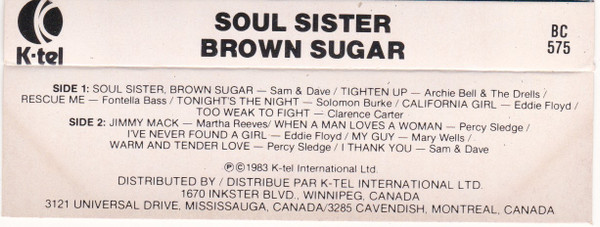 K-tel
SOUL SISTER
BROWN SUGAR
BC
575
SIDE 1: SOUL SISTER, BROWN SUGAR — Sam & Dave / TIGHTEN UP — Archie Bell & The Drells /
RESCUE ME — Fontella Bass / TONIGHT'S THE NIGHT — Solomon Burke / CALIFORNIA GIRL — Eddie Floyd /
TOO WEAK TO FIGHT — Clarence Carter
SIDE 2: JIMMY MACK — Martha Reeves/ WHEN A MAN LOVES A WOMAN — Percy Sledge /
I'VE NEVER FOUND A GIRL — Eddie Floyd / MY GUY — Mary Wells /
WARM AND TENDER LOVE — Percy Sledge / I THANK YOU — Sam & Dave
℗©1983 K-tel International Ltd.
DISTRIBUTED BY / DISTRIBUE PAR K-TEL INTERNATIONAL LTD.
1670 INKSTER BLVD., WINNIPEG, CANADA
3121 UNIVERSAL DRIVE, MISSISSAUGA, CANADA/3285 CAVENDISH, MONTREAL, CANADA